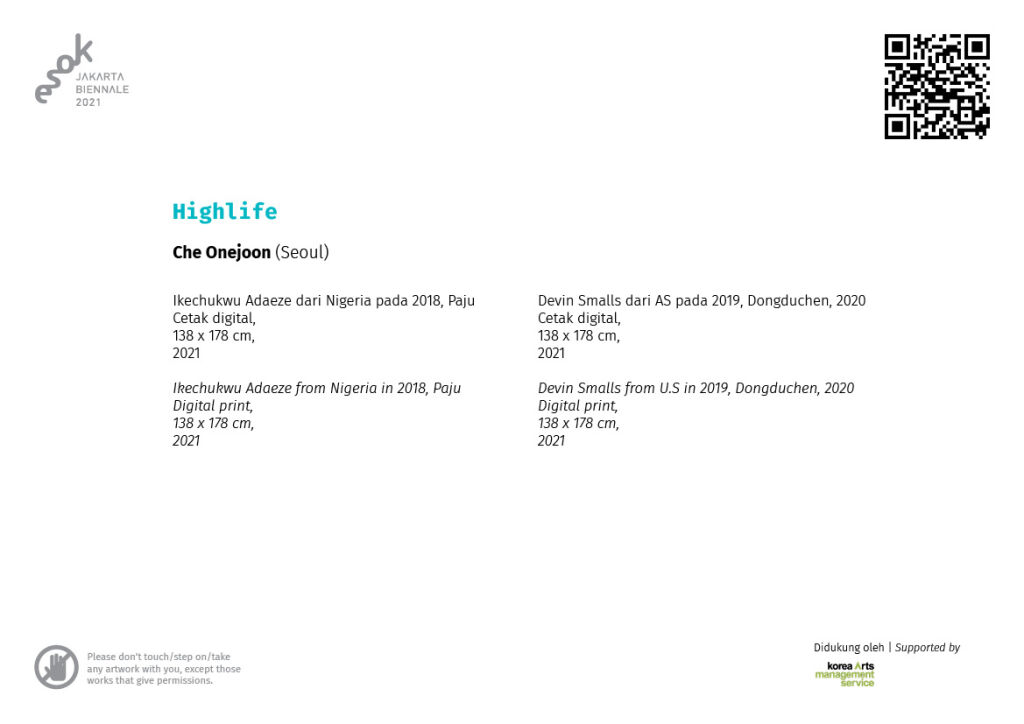 esok
JAKARTA
BIENNALE
2021
Highlife
Che Onejoon (Seoul)
Ikechukwu Adaeze dari Nigeria pada 2018, Paju
Cetak digital,
138 x 178 cm,
2021
Ikechukwu Adaeze from Nigeria in 2018, Paju
Digital print,
138 x 178 cm,
2021
Devin Smalls dari AS pada 2019, Dongduchen, 2020
Cetak digital,
138 x 178 cm,
2021
Devin Smalls from U.S in 2019, Dongduchen, 2020
Digital print,
138 x 178 cm,
2021
Please don't touch/step on/take
any artwork with you, except those
works that give permissions.
Didukung oleh | Supported by
korea Arts
management
service